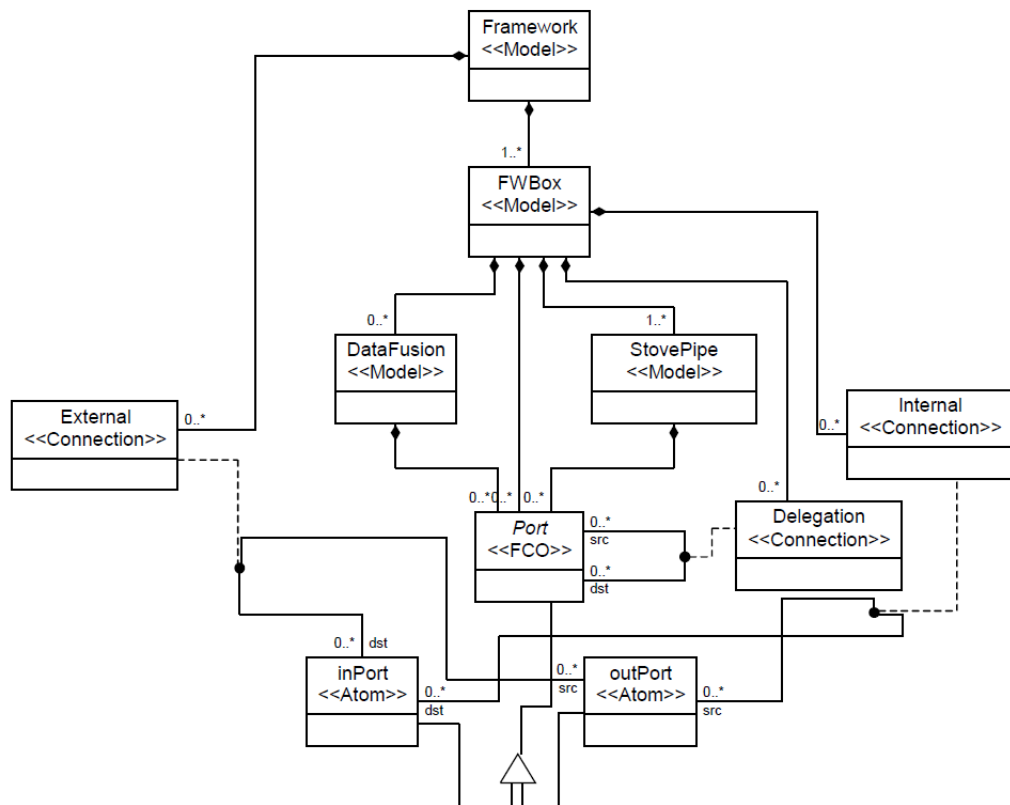 Framework
<<Model>>
1..*
FWBox
<<Model>>
0..*
1..*
DataFusion
<<Model>>
StovePipe
<<Model>>
External
<<Connection>>
0..*
Internal
<<Connection>>
0..*
0..*
0..*
0..*
0..*
Port
<<FCO>>
0..*
src
0..*
dst
Delegation
<<Connection>>
0..*
dst
inPort
<<Atom>>
0..*
dst
0..*
src
outPort
<<Atom>>
0..*
src